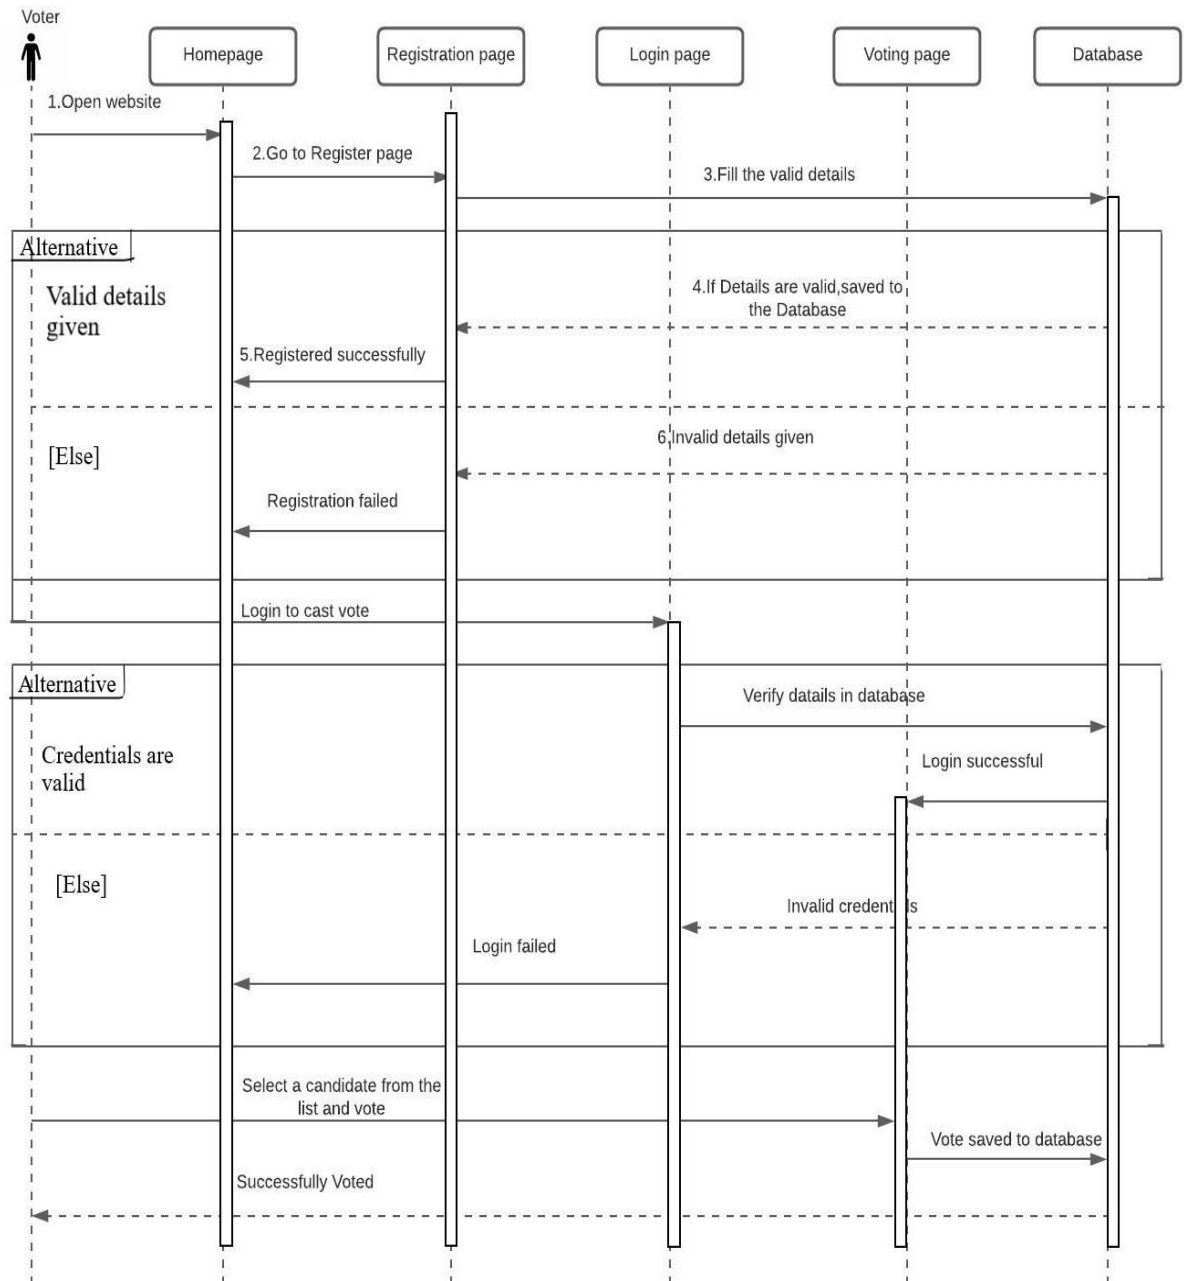 Voter
Homepage
Registration page
Login page
Voting page
Database
1.Open website
2.Go to Register page
3.Fill the valid details
Alternative
Valid details
given
4.If Details are valid,saved to
the Database
5.Registered successfully
[Else]
6.Invalid details given
Registration failed
Login to cast vote
Alternative
Verify datails in database
Credentials are
valid
Login successful
[Else]
Invalid credentials
Login failed
Select a candidate from the
list and vote
Vote saved to database
Successfully Voted